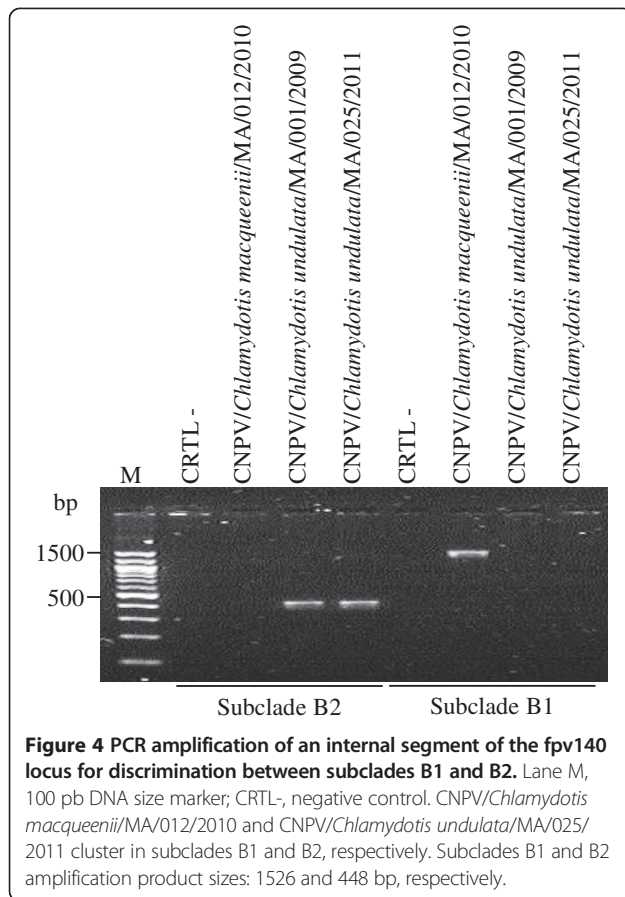 CRTL -
CNPV/Chlamydotis macqueenii/MA/012/2010
CNPV/Chlamydotis undulata/MA/001/2009
CNPV/Chlamydotis undulata/MA/025/2011
CRTL -
CNPV/Chlamydotis macqueenii/MA/012/2010
CNPV/Chlamydotis undulata/MA/001/2009
CNPV/Chlamydotis undulata/MA/025/2011
M
bp
1500
500
Subclade B2 Subclade B1
Figure 4 PCR amplification of an internal segment of the fpv140
locus for discrimination between subclades B1 and B2. Lane M,
100 pb DNA size marker; CRTL-, negative control. CNPV/Chlamydotis
macqueenii/MA/012/2010 and CNPV/Chlamydotis undulata/MA/025/
2011 cluster in subclades B1 and B2, respectively. Subclades B1 and B2
amplification product sizes: 1526 and 448 bp, respectively.